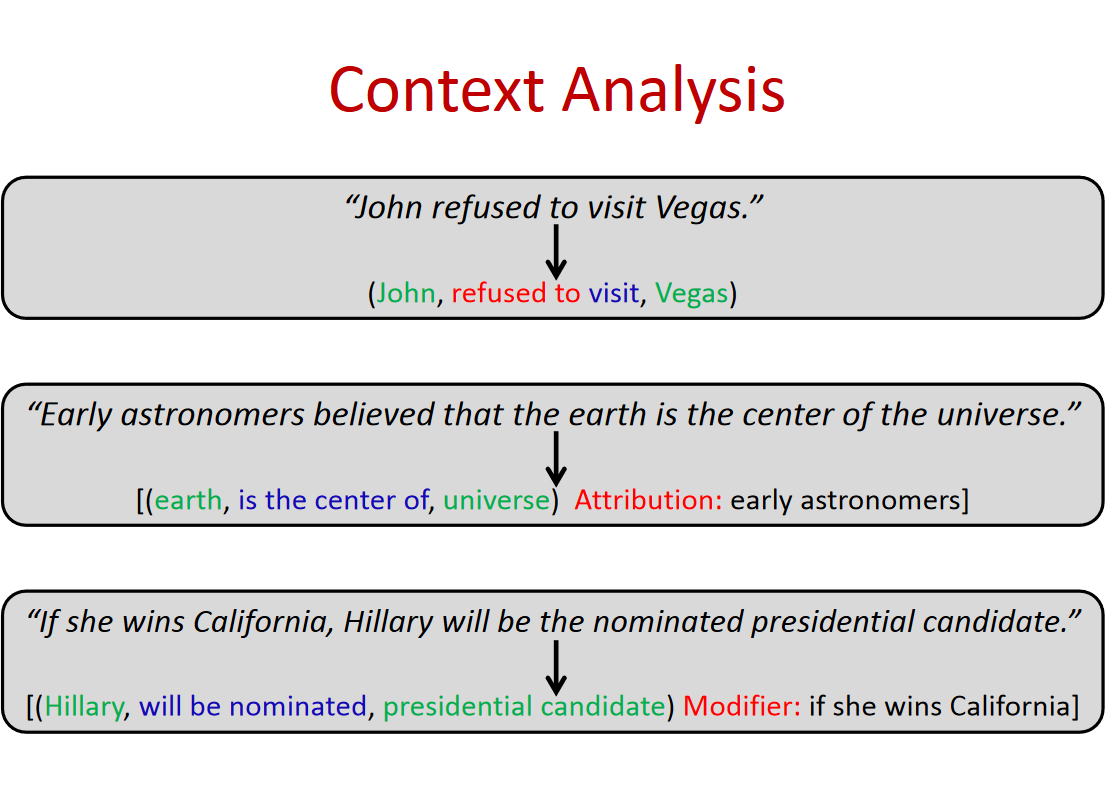 Context Analysis
“John refused to visit Vegas.”
(John, refused to visit, Vegas)
“Early astronomers believed that the earth is the center of the universe.”
[(earth, is the center of, universe) Attribution: early astronomers]
“If she wins California, Hillary will be the nominated presidential candidate.”
[(Hillary, will be nominated, presidential candidate) Modifier: if she wins California]